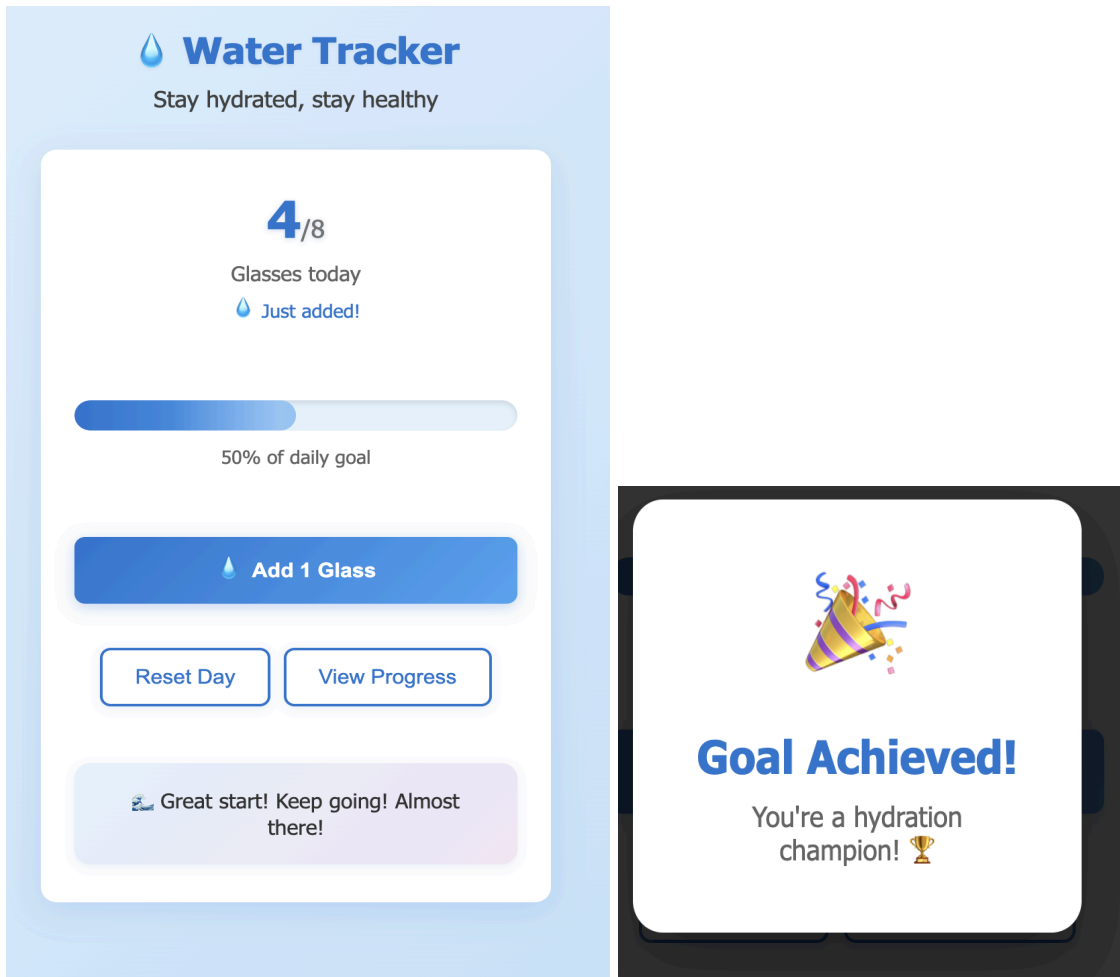 Water Tracker
Stay hydrated, stay healthy
4/8
Glasses today
Just added!
50% of daily goal
Add 1 Glass
Reset Day
View Progress
Great start! Keep going! Almost
there!
Goal Achieved!
You're a hydration
champion!